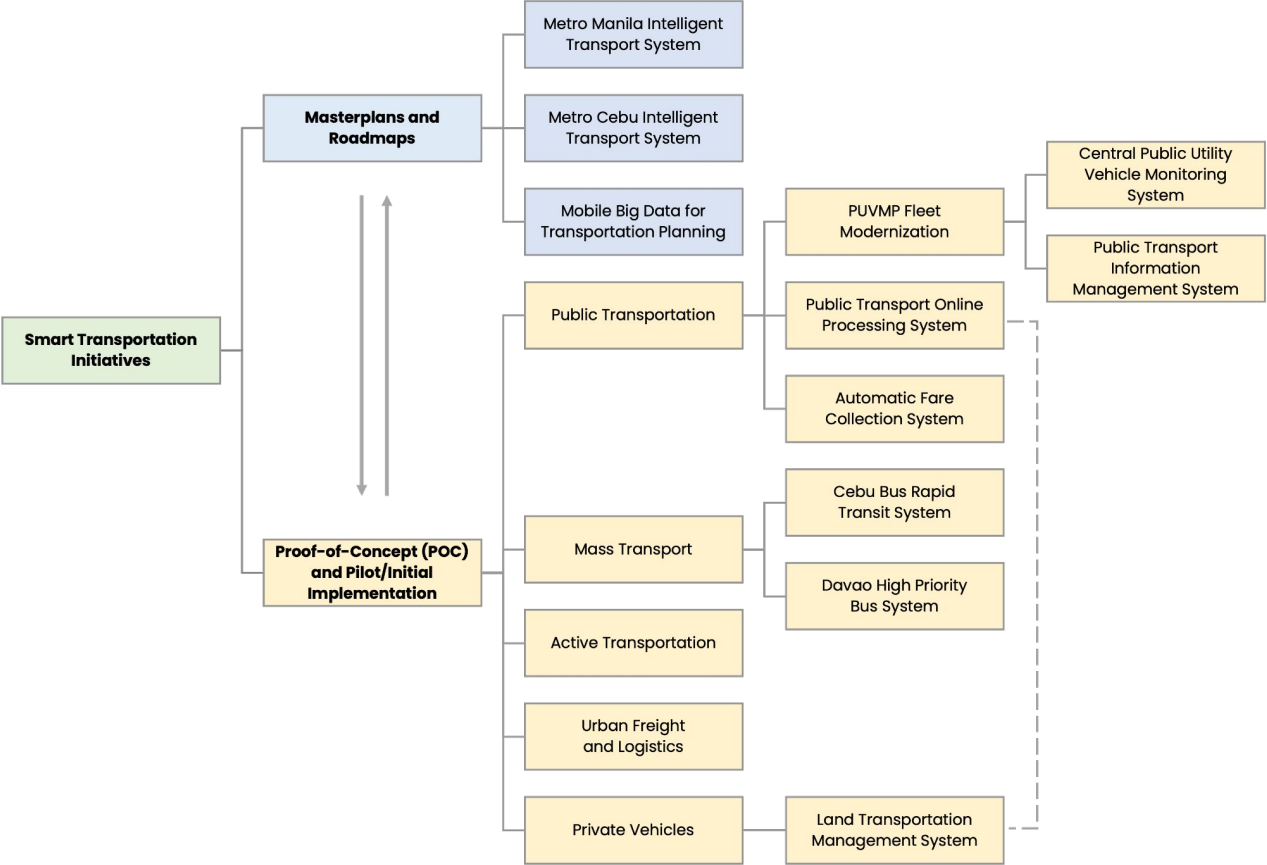 Smart Transportation
Initiatives
Masterplans and
Roadmaps
Metro Manila Intelligent
Transport System
Metro Cebu Intelligent
Transport System
Mobile Big Data for
Transportation Planning
Proof-of-Concept (POC)
and Pilot/Initial
Implementation
Public Transportation
PUVMP Fleet
Modernization
Central Public Utility
Vehicle Monitoring
System
Public Transport
Information
Management System
Public Transport Online
Processing System
Automatic Fare
Collection System
Mass Transport
Cebu Bus Rapid
Transit System
Davao High Priority
Bus System
Active Transportation
Urban Freight
and Logistics
Private Vehicles
Land Transportation
Management System